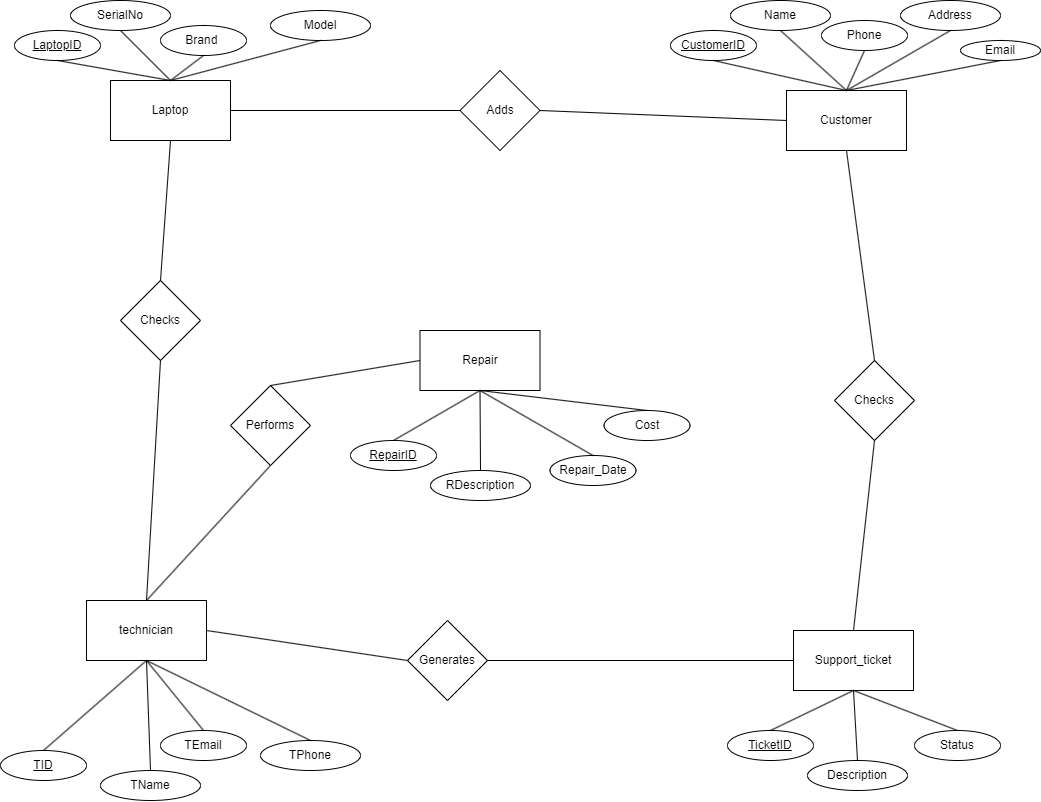 SerialNo
LaptopID
Brand
Model
Name
Address
Phone
CustomerID
Email
Laptop
Adds
Customer
Checks
Repair
Checks
Performs
Cost
RepairID
Repair_Date
RDescription
technician
Generates
Support_ticket
TEmail
TPhone
TID
TName
TicketID
Status
Description